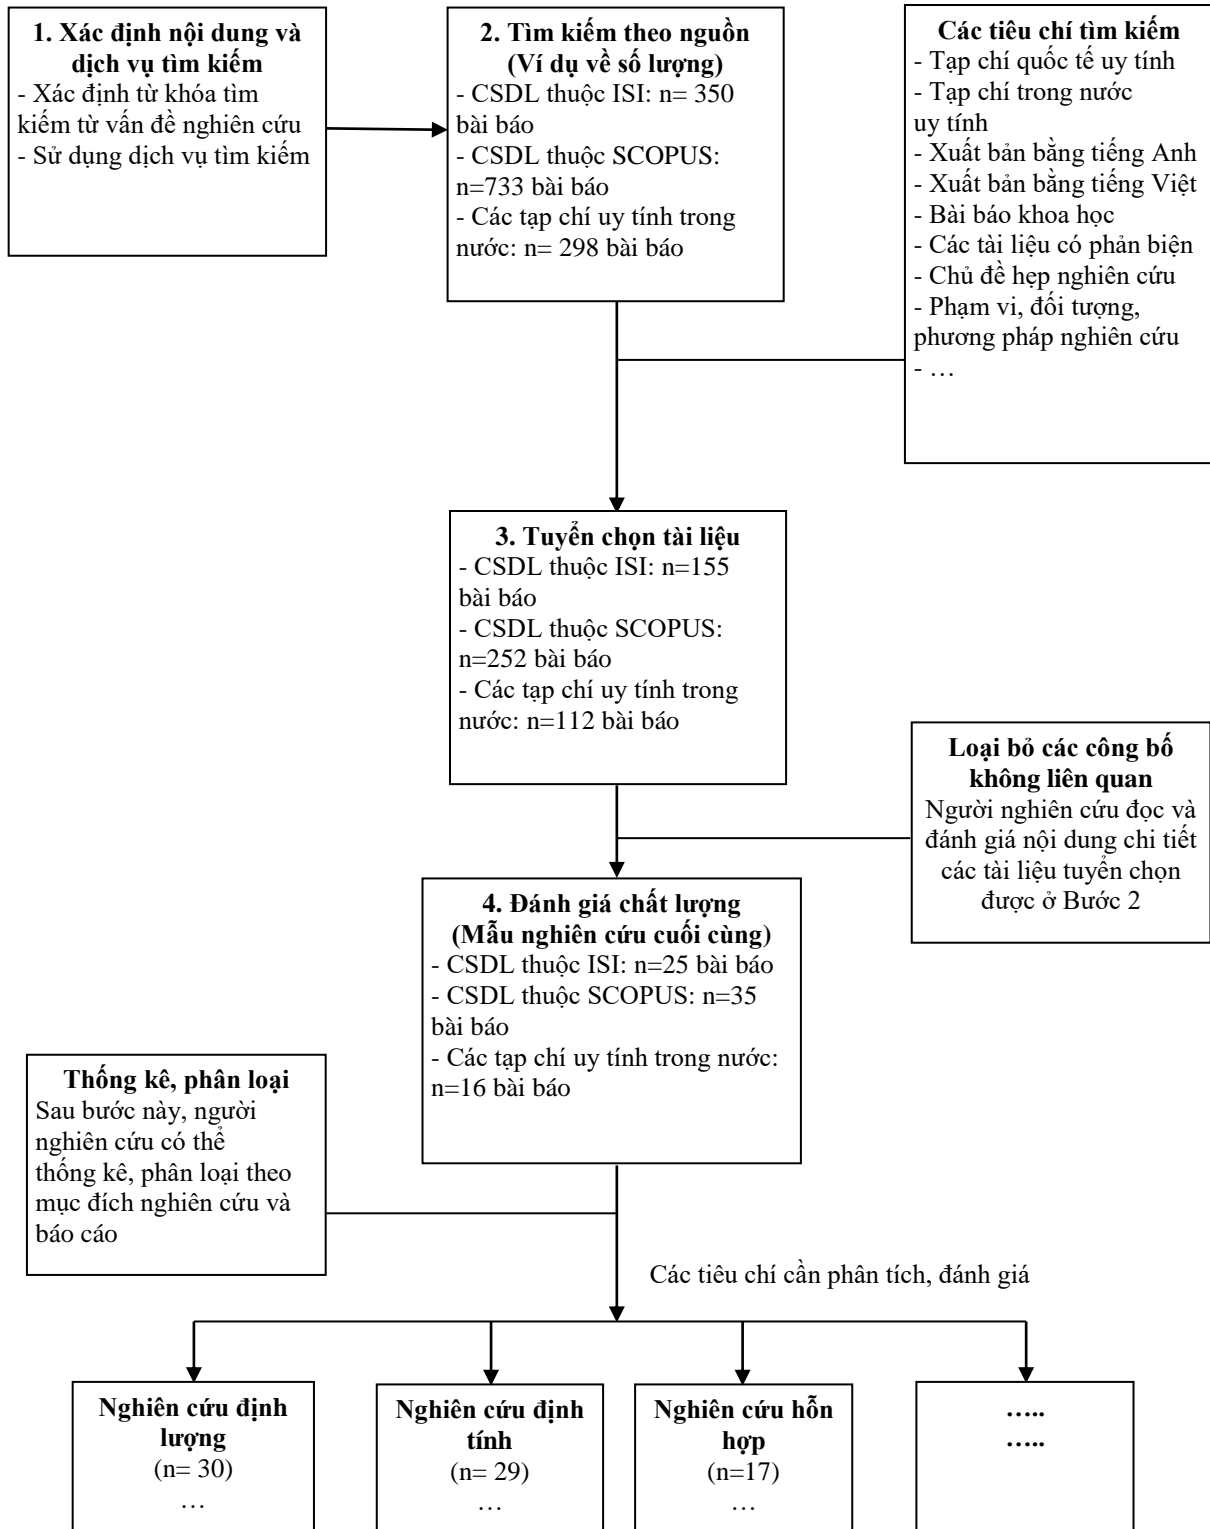 1. Xác định nội dung và
dịch vụ tìm kiếm
- Xác định từ khóa tìm
kiếm từ vấn đề nghiên cứu
- Sử dụng dịch vụ tìm kiếm
2. Tìm kiếm theo nguồn
(Ví dụ về số lượng)
- CSDL thuộc ISI: n= 350
bài báo
- CSDL thuộc SCOPUS:
n=733 bài báo
- Các tạp chí uy tín trong
nước: n= 298 bài báo
Các tiêu chí tìm kiếm
- Tạp chí quốc tế uy tính
- Tạp chí trong nước
uy tính
- Xuất bản bằng tiếng Anh
- Xuất bản bằng tiếng Việt
- Bài báo khoa học
- Các tài liệu có phản biện
- Chủ đề hẹp nghiên cứu
- Phạm vi, đối tượng,
phương pháp nghiên cứu
- …
3. Tuyển chọn tài liệu
- CSDL thuộc ISI: n=155
bài báo
- CSDL thuộc SCOPUS:
n=252 bài báo
- Các tạp chí uy tính trong
nước: n=112 bài báo
Loại bỏ các công bố
không liên quan
Người nghiên cứu đọc và
đánh giá nội dung chi tiết
các tài liệu tuyển chọn
được ở Bước 2
4. Đánh giá chất lượng
(Mẫu nghiên cứu cuối cùng)
- CSDL thuộc ISI: n=25 bài báo
- CSDL thuộc SCOPUS: n=35
bài báo
- Các tạp chí uy tính trong nước:
n=16 bài báo
Thống kê, phân loại
Sau bước này, người
nghiên cứu có thể
thống kê, phân loại theo
mục đích nghiên cứu và
báo cáo
Các tiêu chí cần phân tích, đánh giá
Nghiên cứu định
lượng
(n= 30)
…
Nghiên cứu định
tính
(n= 29)
…
Nghiên cứu hỗn
hợp
(n=17)
…
…..
…..